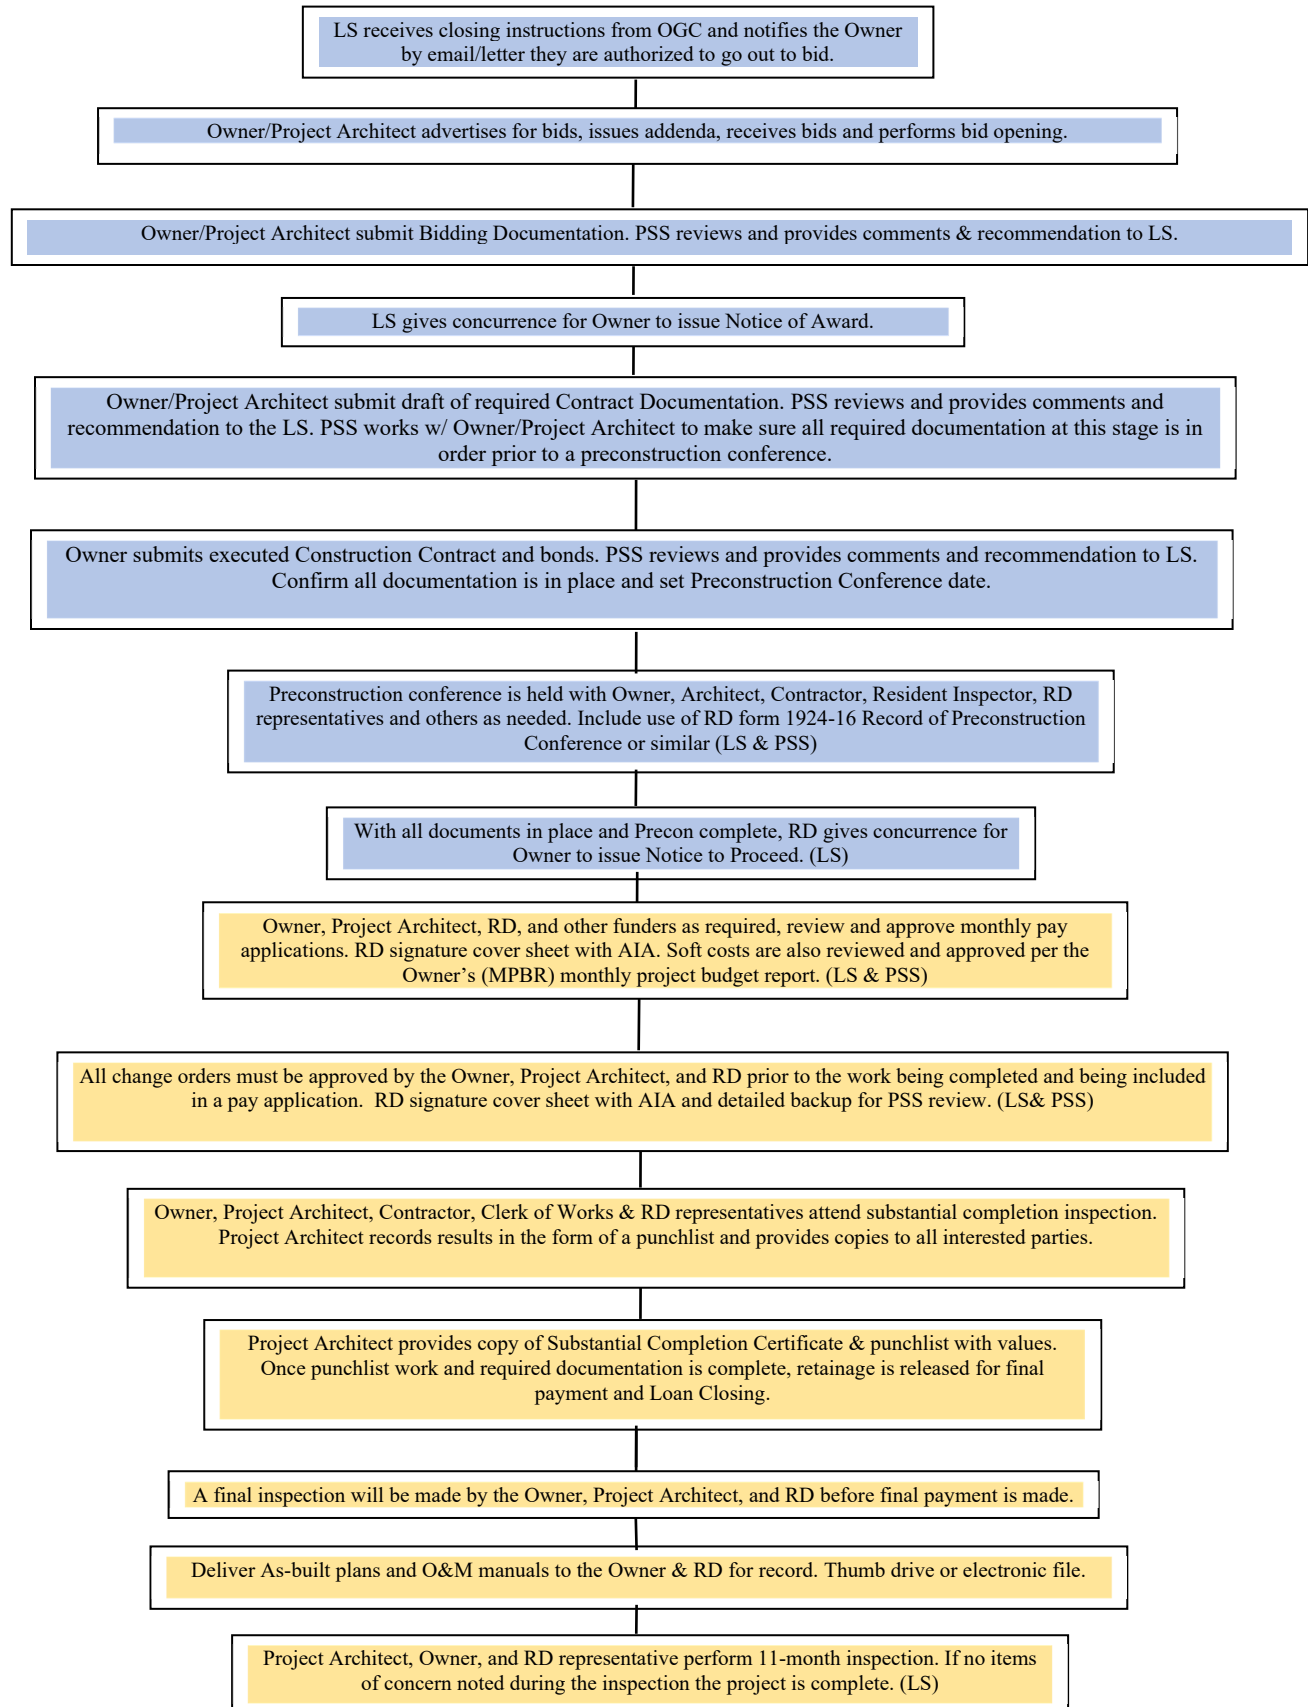 LS receives closing instructions from OGC and notifies the Owner
by email/letter they are authorized to go out to bid.
Owner/Project Architect advertises for bids, issues addenda, receives bids and performs bid opening.
Owner/Project Architect submit Bidding Documentation. PSS reviews and provides comments & recommendation to LS.
LS gives concurrence for Owner to issue Notice of Award.
Owner/Project Architect submit draft of required Contract Documentation. PSS reviews and provides comments and
recommendation to the LS. PSS works w/ Owner/Project Architect to make sure all required documentation at this stage is in
order prior to a preconstruction conference.
Owner submits executed Construction Contract and bonds. PSS reviews and provides comments and recommendation to LS.
Confirm all documentation is in place and set Preconstruction Conference date.
Preconstruction conference is held with Owner, Architect, Contractor, Resident Inspector, RD
representatives and others as needed. Include use of RD form 1924-16 Record of Preconstruction
Conference or similar (LS & PSS)
With all documents in place and Precon complete, RD gives concurrence for
Owner to issue Notice to Proceed. (LS)
Owner, Project Architect, RD, and other funders as required, review and approve monthly pay
applications. RD signature cover sheet with AIA. Soft costs are also reviewed and approved per the
Owner’s (MPBR) monthly project budget report. (LS & PSS)
All change orders must be approved by the Owner, Project Architect, and RD prior to the work being completed and being included
in a pay application.  RD signature cover sheet with AIA and detailed backup for PSS review. (LS& PSS)
Owner, Project Architect, Contractor, Clerk of Works & RD representatives attend substantial completion inspection.
Project Architect records results in the form of a punchlist and provides copies to all interested parties.
Project Architect provides copy of Substantial Completion Certificate & punchlist with values.
Once punchlist work and required documentation is complete, retainage is released for final
payment and Loan Closing.
A final inspection will be made by the Owner, Project Architect, and RD before final payment is made.
Deliver As-built plans and O&M manuals to the Owner & RD for record. Thumb drive or electronic file.
Project Architect, Owner, and RD representative perform 11-month inspection. If no items
of concern noted during the inspection the project is complete. (LS)